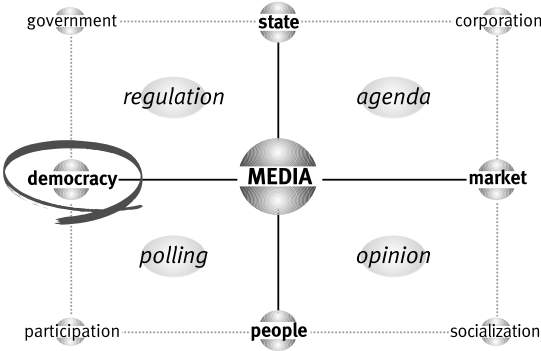 government state corporation
regulation agenda
democracy MEDIA market
polling opinion
participation people socialization